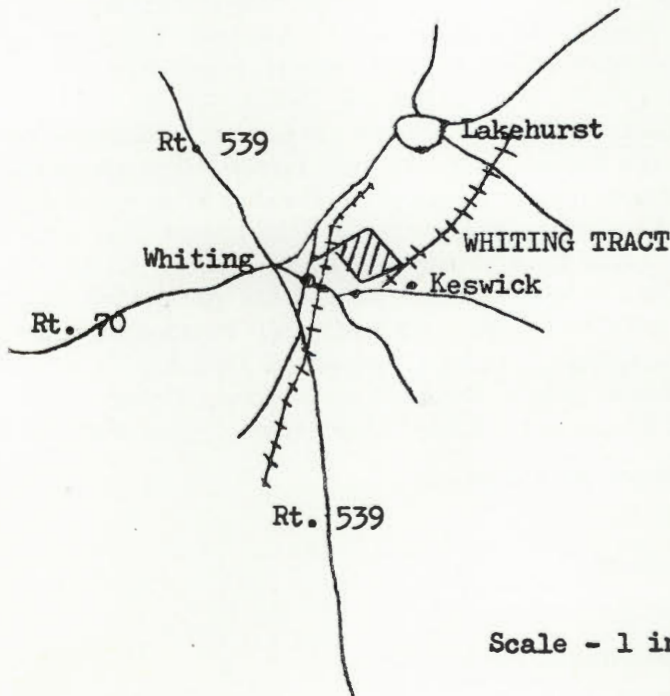 Lakehurst
Rt. 539
WHITING TRACT
Whiting
Keswick
Rt. 70
Rt. 539
Scale - 1 in